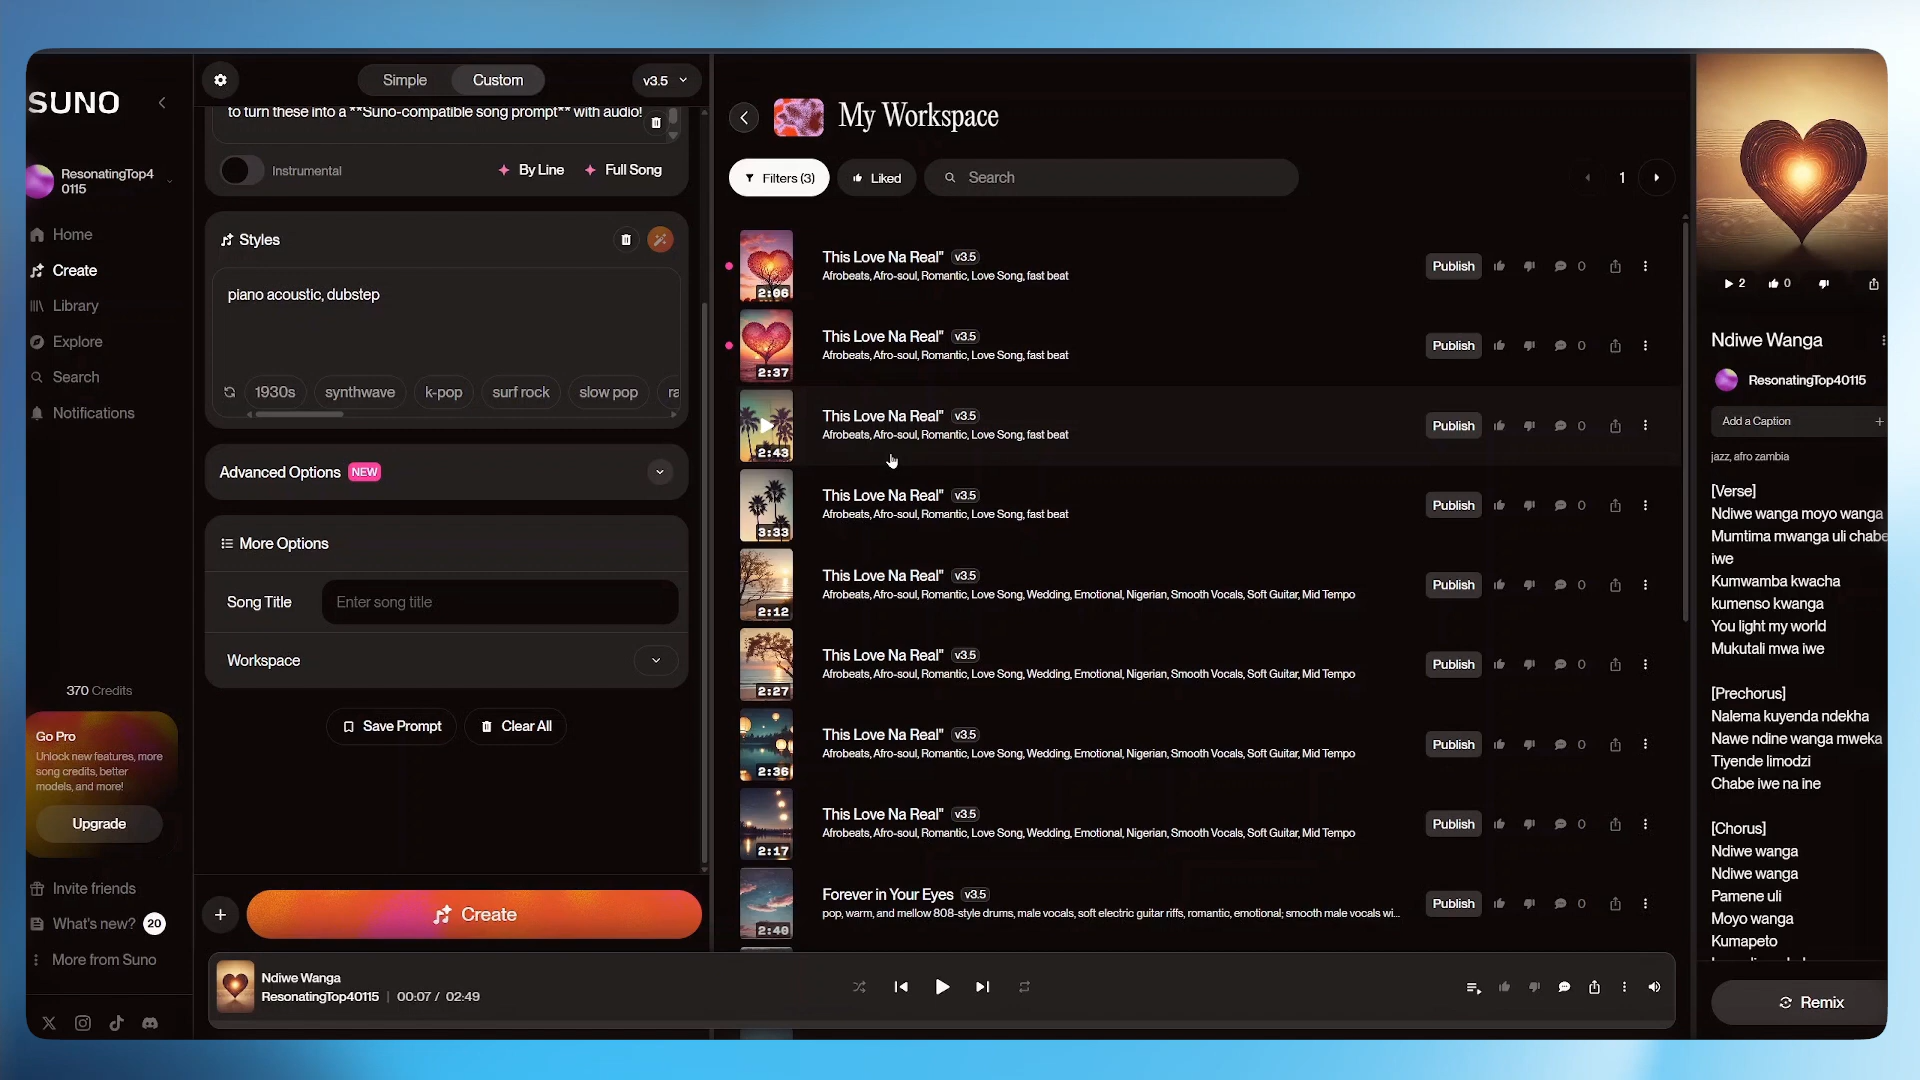 SUNO
ResonatingTop4
0115
Home
Create
Library
Explore
Search
Notifications
370 Credits
Go Pro
Unlock new features, more
song credits, better
models, and more!
Upgrade
Invite friends
What's new? 20
More from Suno
Simple
Custom
v3.5
to turn these into a **Suno-compatible song prompt** with audio!
Instrumental
By Line
Full Song
Styles
piano acoustic, dubstep
1930s
synthwave
k-pop
surf rock
slow pop
ra
Advanced Options NEW
More Options
Song Title
Enter song title
Workspace
Save Prompt
Clear All
Create
My Workspace
Filters (3)
Liked
Search
1
This Love Na Real" v3.5
Afrobeats, Afro-soul, Romantic, Love Song, fast beat
2:06
Publish
0
This Love Na Real" v3.5
Afrobeats, Afro-soul, Romantic, Love Song, fast beat
2:37
Publish
0
This Love Na Real" v3.5
Afrobeats, Afro-soul, Romantic, Love Song, fast beat
2:43
Publish
0
This Love Na Real" v3.5
Afrobeats, Afro-soul, Romantic, Love Song, fast beat
3:33
Publish
0
This Love Na Real" v3.5
Afrobeats, Afro-soul, Romantic, Love Song, Wedding, Emotional, Nigerian, Smooth Vocals, Soft Guitar, Mid Tempo
2:12
Publish
0
This Love Na Real" v3.5
Afrobeats, Afro-soul, Romantic, Love Song, Wedding, Emotional, Nigerian, Smooth Vocals, Soft Guitar, Mid Tempo
2:27
Publish
0
This Love Na Real" v3.5
Afrobeats, Afro-soul, Romantic, Love Song, Wedding, Emotional, Nigerian, Smooth Vocals, Soft Guitar, Mid Tempo
2:36
Publish
0
This Love Na Real" v3.5
Afrobeats, Afro-soul, Romantic, Love Song, Wedding, Emotional, Nigerian, Smooth Vocals, Soft Guitar, Mid Tempo
2:17
Publish
0
Forever in Your Eyes v3.5
pop, warm, and mellow 808-style drums, male vocals, soft electric guitar riffs, romantic, emotional; smooth male vocals wi...
2:40
Publish
0
2
0
Ndiwe Wanga
ResonatingTop40115
Add a Caption
jazz, afro zambia
[Verse]
Ndiwe wanga moyo wanga
Mumtima mwanga uli chabe
iwe
Kumwamba kwacha
kumenso kwanga
You light my world
Mukutali mwa iwe
[Prechorus]
Nalema kuyenda ndekha
Nawe ndine wanga mweka
Tiyende limodzi
Chabe iwe na ine
[Chorus]
Ndiwe wanga
Ndiwe wanga
Pamene uli
Moyo wanga
Kumapeto
Remix
Ndiwe Wanga
ResonatingTop40115 | 00:07 / 02:49